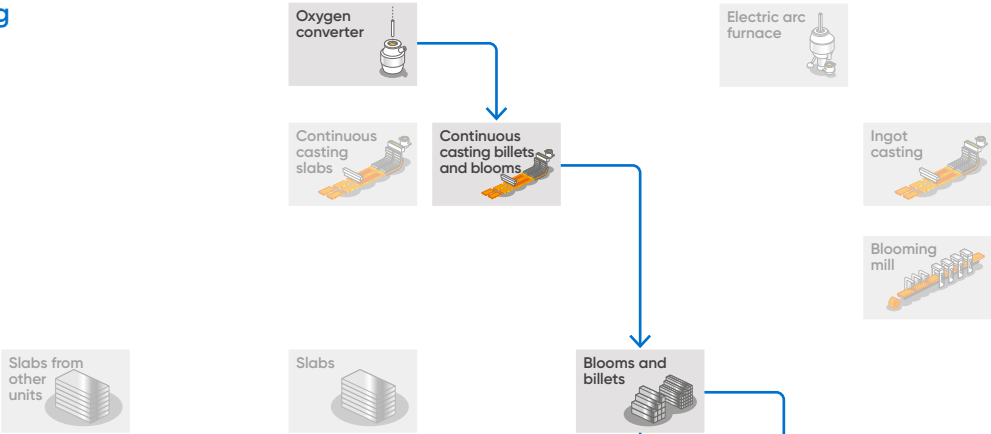 g
Oxygen
converter
Electric arc
furnace
Continuous
casting
slabs
Continuous
casting billets
and blooms
Ingot
casting
Blooming
mill
Slabs from
other
units
Slabs
Blooms and
billets